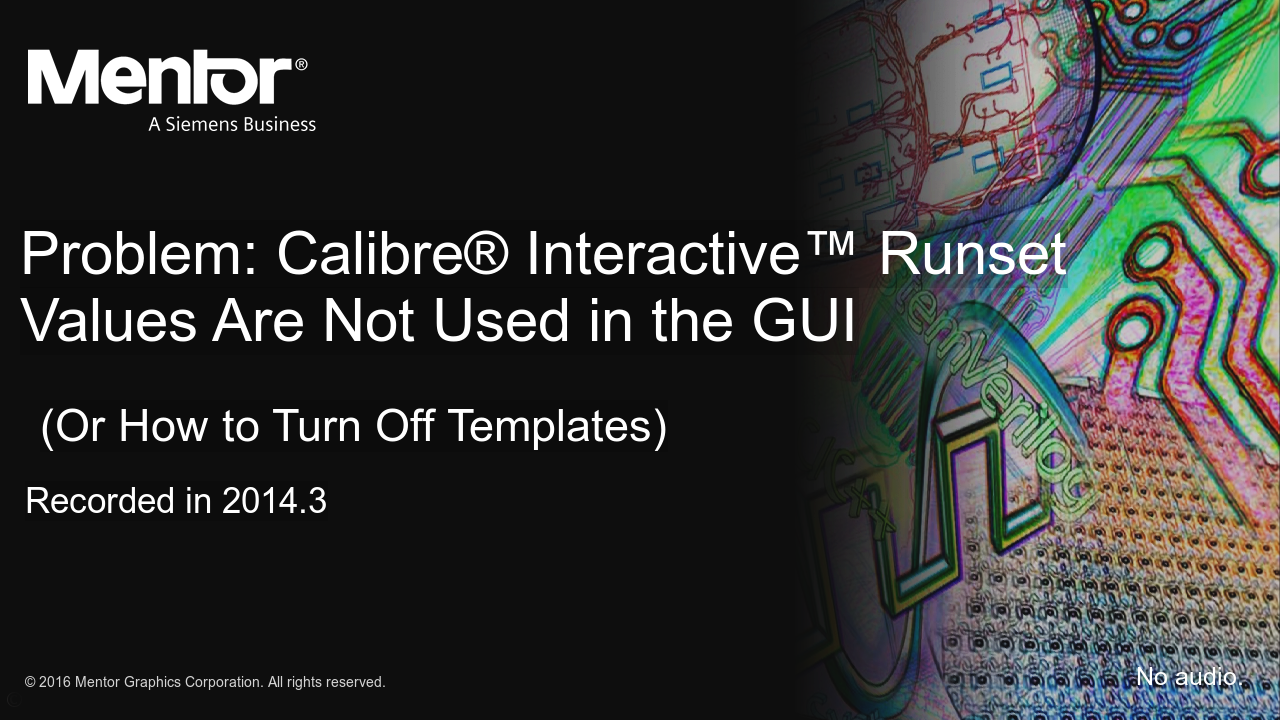 Mentor®
A Siemens Business
Problem: Calibre® Interactive™ Runset
Values Are Not Used in the GUI
(Or How to Turn Off Templates)
Recorded in 2014.3
temVerilog
C++
© 2016 Mentor Graphics Corporation. All rights reserved.
No audio.